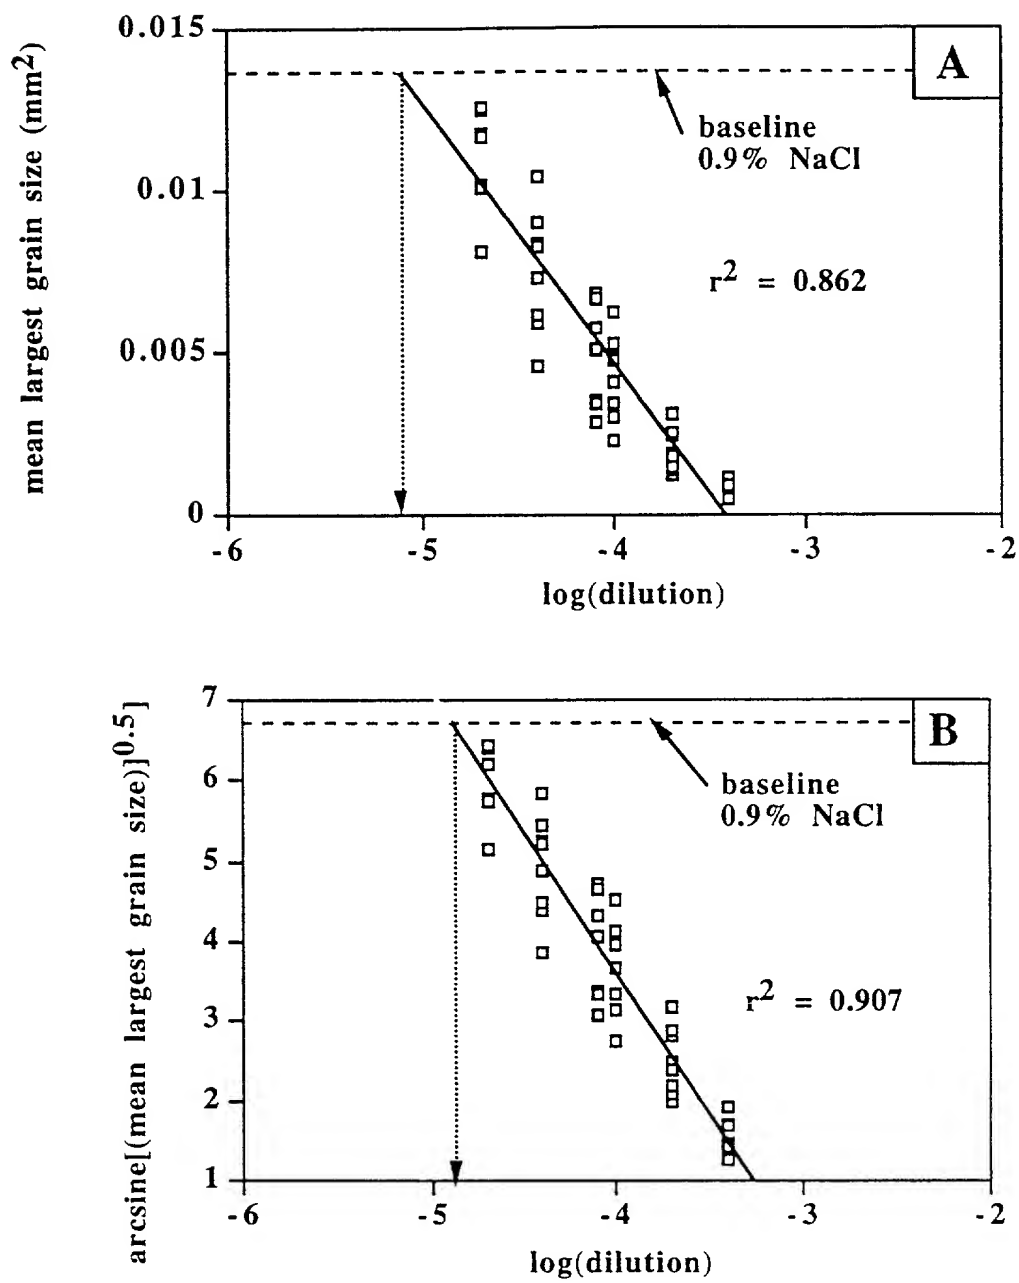 0.015
0.01
0.005
0
mean largest grain size (mm2)
A
baseline
0.9% NaCl
r2 = 0.862
-6 -5 -4 -3 -2
log(dilution)
7
6
5
4
3
2
1
arcsine[(mean largest grain size)]0.5]
B
baseline
0.9% NaCl
r2 = 0.907
-6 -5 -4 -3 -2
log(dilution)